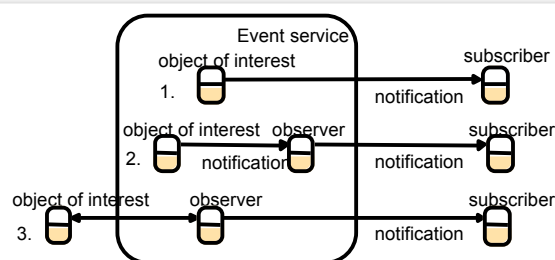 Event service
object of interest
subscriber
1.
notification
object of interest observer subscriber
2.
notification
notification
object of interest observer subscriber
3.
notification